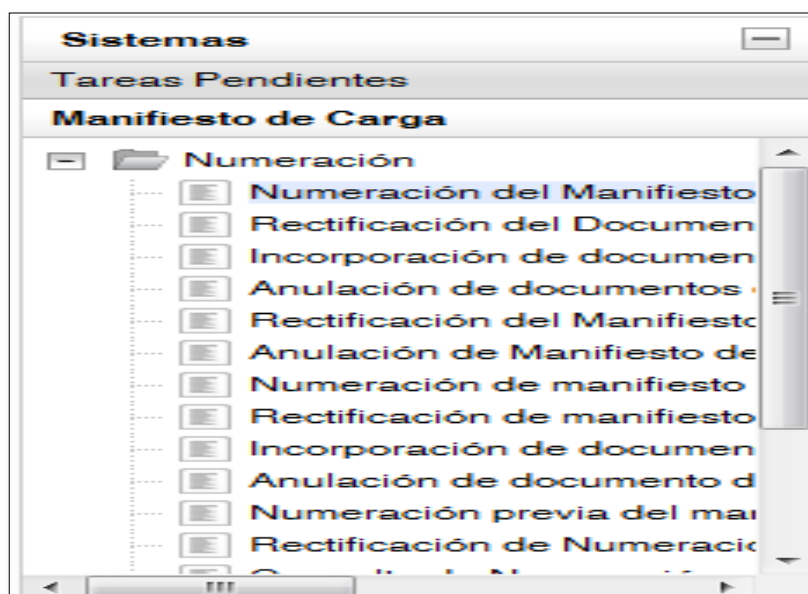 Sistemas
Tareas Pendientes
Manifiesto de Carga
Numeración
Numeración del Manifiesto
Rectificación del Documen
Incorporación de documen
Anulación de documentos
Rectificación del Manifiesto
Anulación de Manifiesto de
Numeración de manifiesto
Rectificación de manifiesto
Incorporación de documen
Anulación de documento d
Numeración previa del mai
Rectificación de Numeració